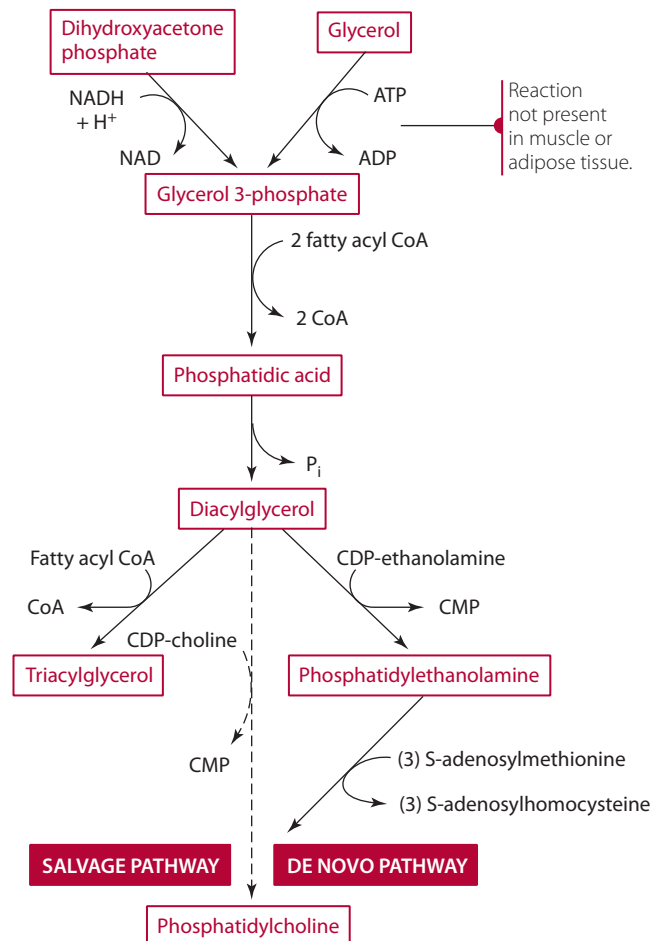 Dihydroxyacetone
phosphate
Glycerol
NADH
+ H⁺
NAD
ATP
ADP
Reaction
not present
in muscle or
adipose tissue.
Glycerol 3-phosphate
2 fatty acyl CoA
2 CoA
Phosphatidic acid
Pᵢ
Diacylglycerol
Fatty acyl CoA
CoA
CDP-ethanolamine
CMP
CDP-choline
CMP
Triacylglycerol
Phosphatidylethanolamine
(3) S-adenosylmethionine
(3) S-adenosylhomocysteine
SALVAGE PATHWAY
DE NOVO PATHWAY
Phosphatidylcholine